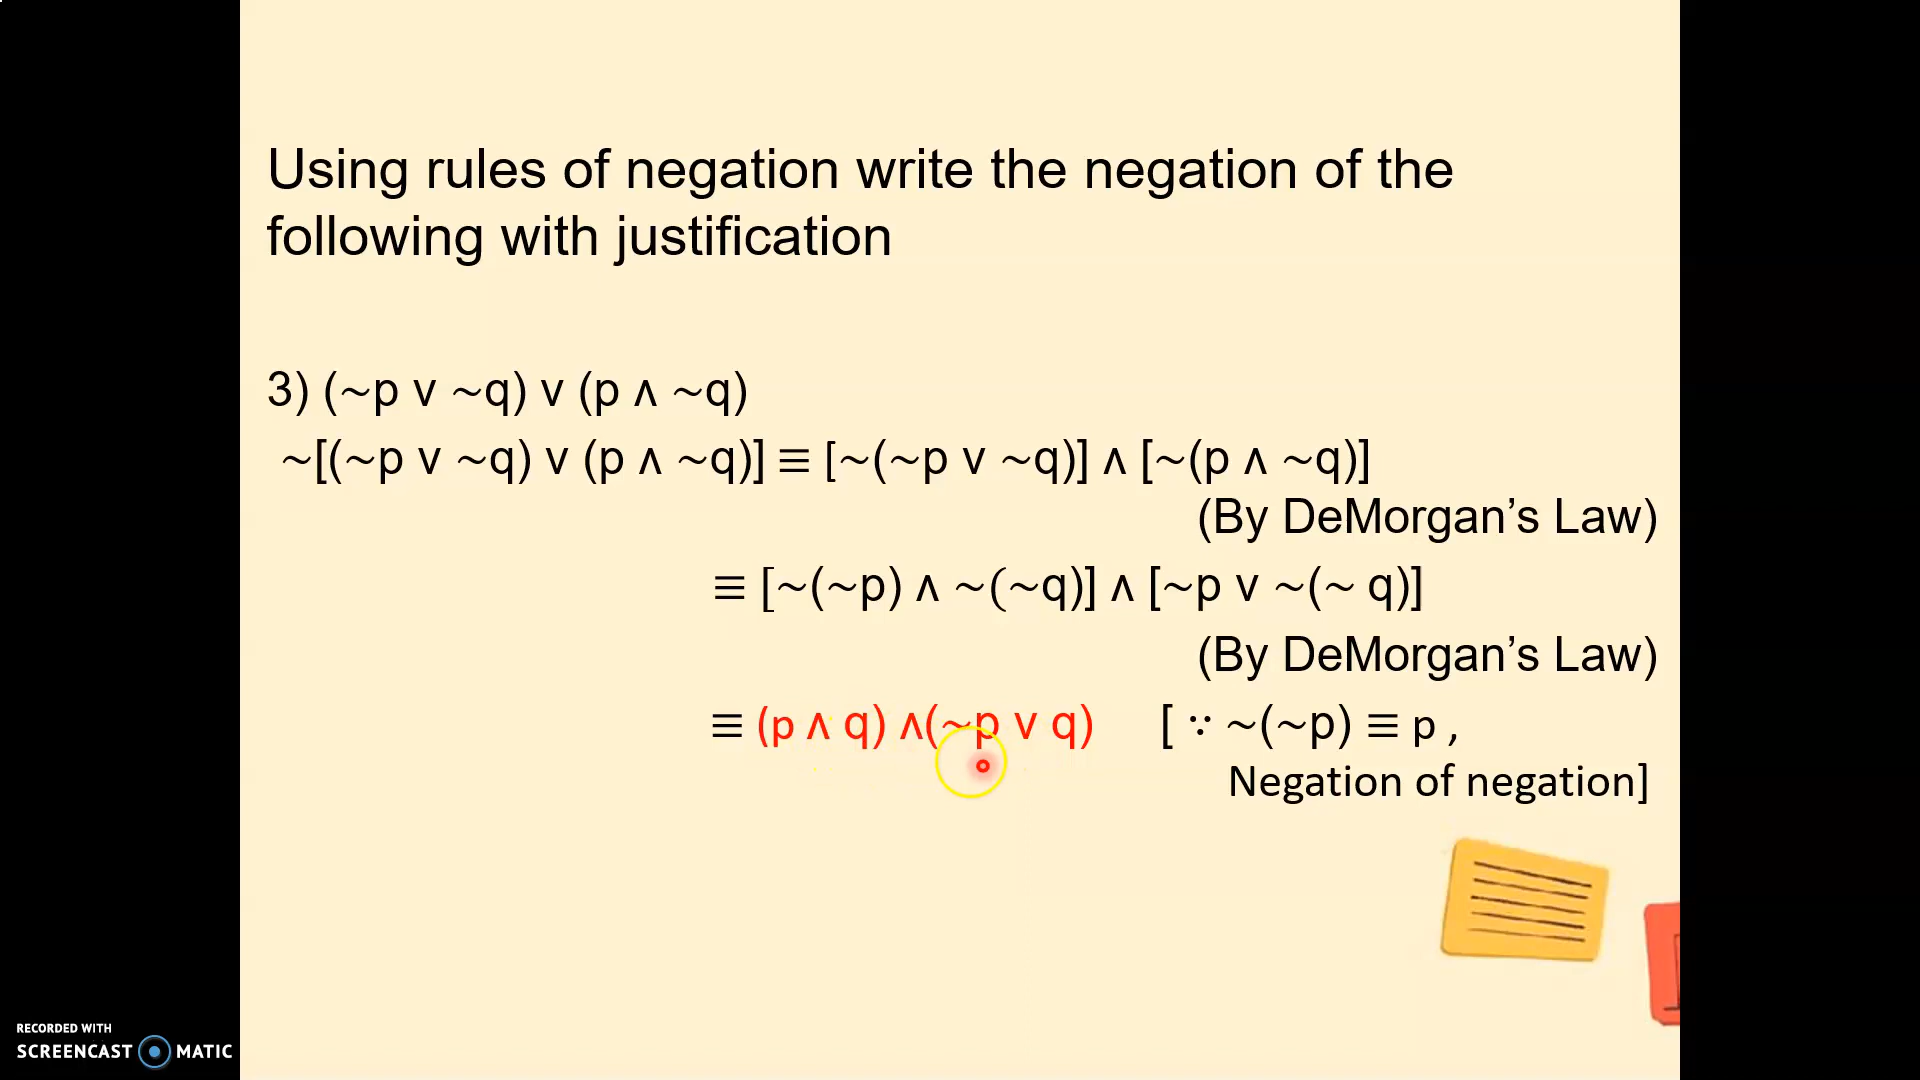 Using rules of negation write the negation of the
following with justification
3) (~p ∨ ~q) ∨ (p ∧ ~q)
~[(~p ∨ ~q) ∨ (p ∧ ~q)] ≡ [~(~p ∨ ~q)] ∧ [~(p ∧ ~q)]
(By DeMorgan’s Law)
≡ [~(~p) ∧ ~(~q)] ∧ [~p ∨ ~(~ q)]
(By DeMorgan’s Law)
≡ (p ∧ q) ∧(~p ∨ q) [ ∵ ~(~p) ≡ p ,
Negation of negation]
RECORDED WITH
SCREENCAST MATIC